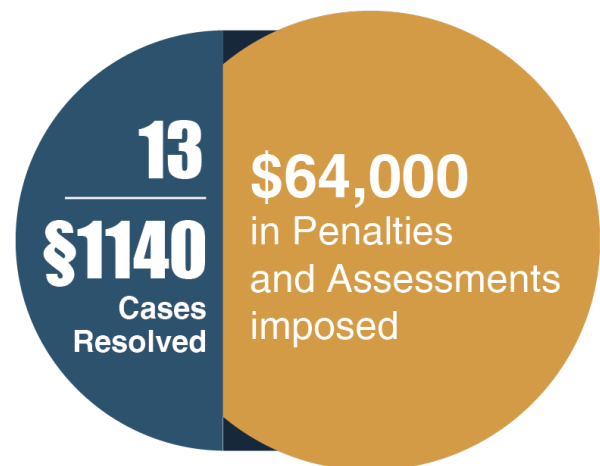 13
§1140
Cases
Resolved
$64,000
in Penalties
and Assessments
imposed